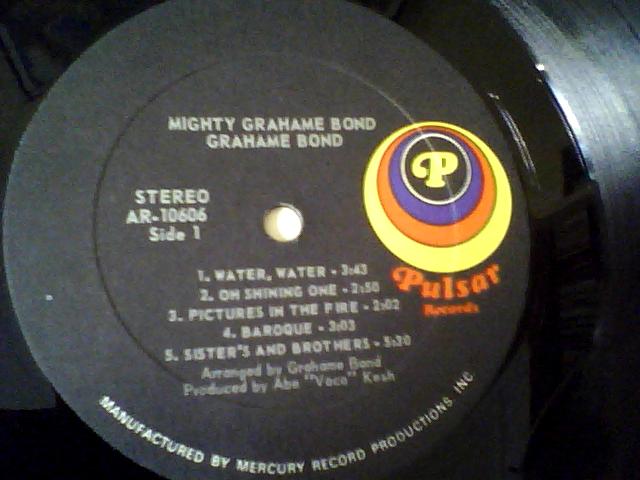 MIGHTY GRAHAME BOND
GRAHAME BOND
STEREO
AR-10606
Side 1
P
Pulsar
Records
1. WATER, WATER - 3:43
2. OH SHINING ONE - 2:50
3. PICTURES IN THE FIRE - 2:02
4. BAROQUE - 3:03
5. SISTER'S AND BROTHERS - 5:20
Arranged by Grahame Bond
Produced by Abe "Voco" Kesh
MANUFACTURED BY MERCURY RECORD PRODUCTIONS INC